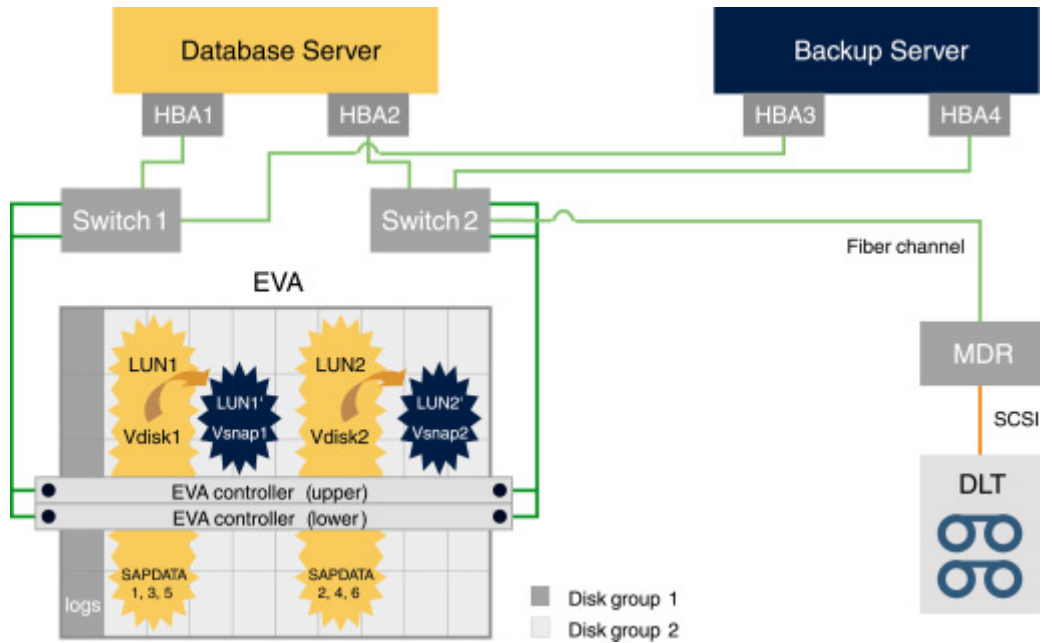 Database Server
Backup Server
HBA1
HBA2
HBA3
HBA4
Switch 1
Switch 2
Fiber channel
EVA
MDR
LUN1
LUN2
LUN1'
LUN2'
Vdisk1
Vsnap1
Vdisk2
Vsnap2
SCSI
DLT
EVA controller (upper)
EVA controller (lower)
SAPDATA
1, 3, 5
SAPDATA
2, 4, 6
logs
Disk group 1
Disk group 2